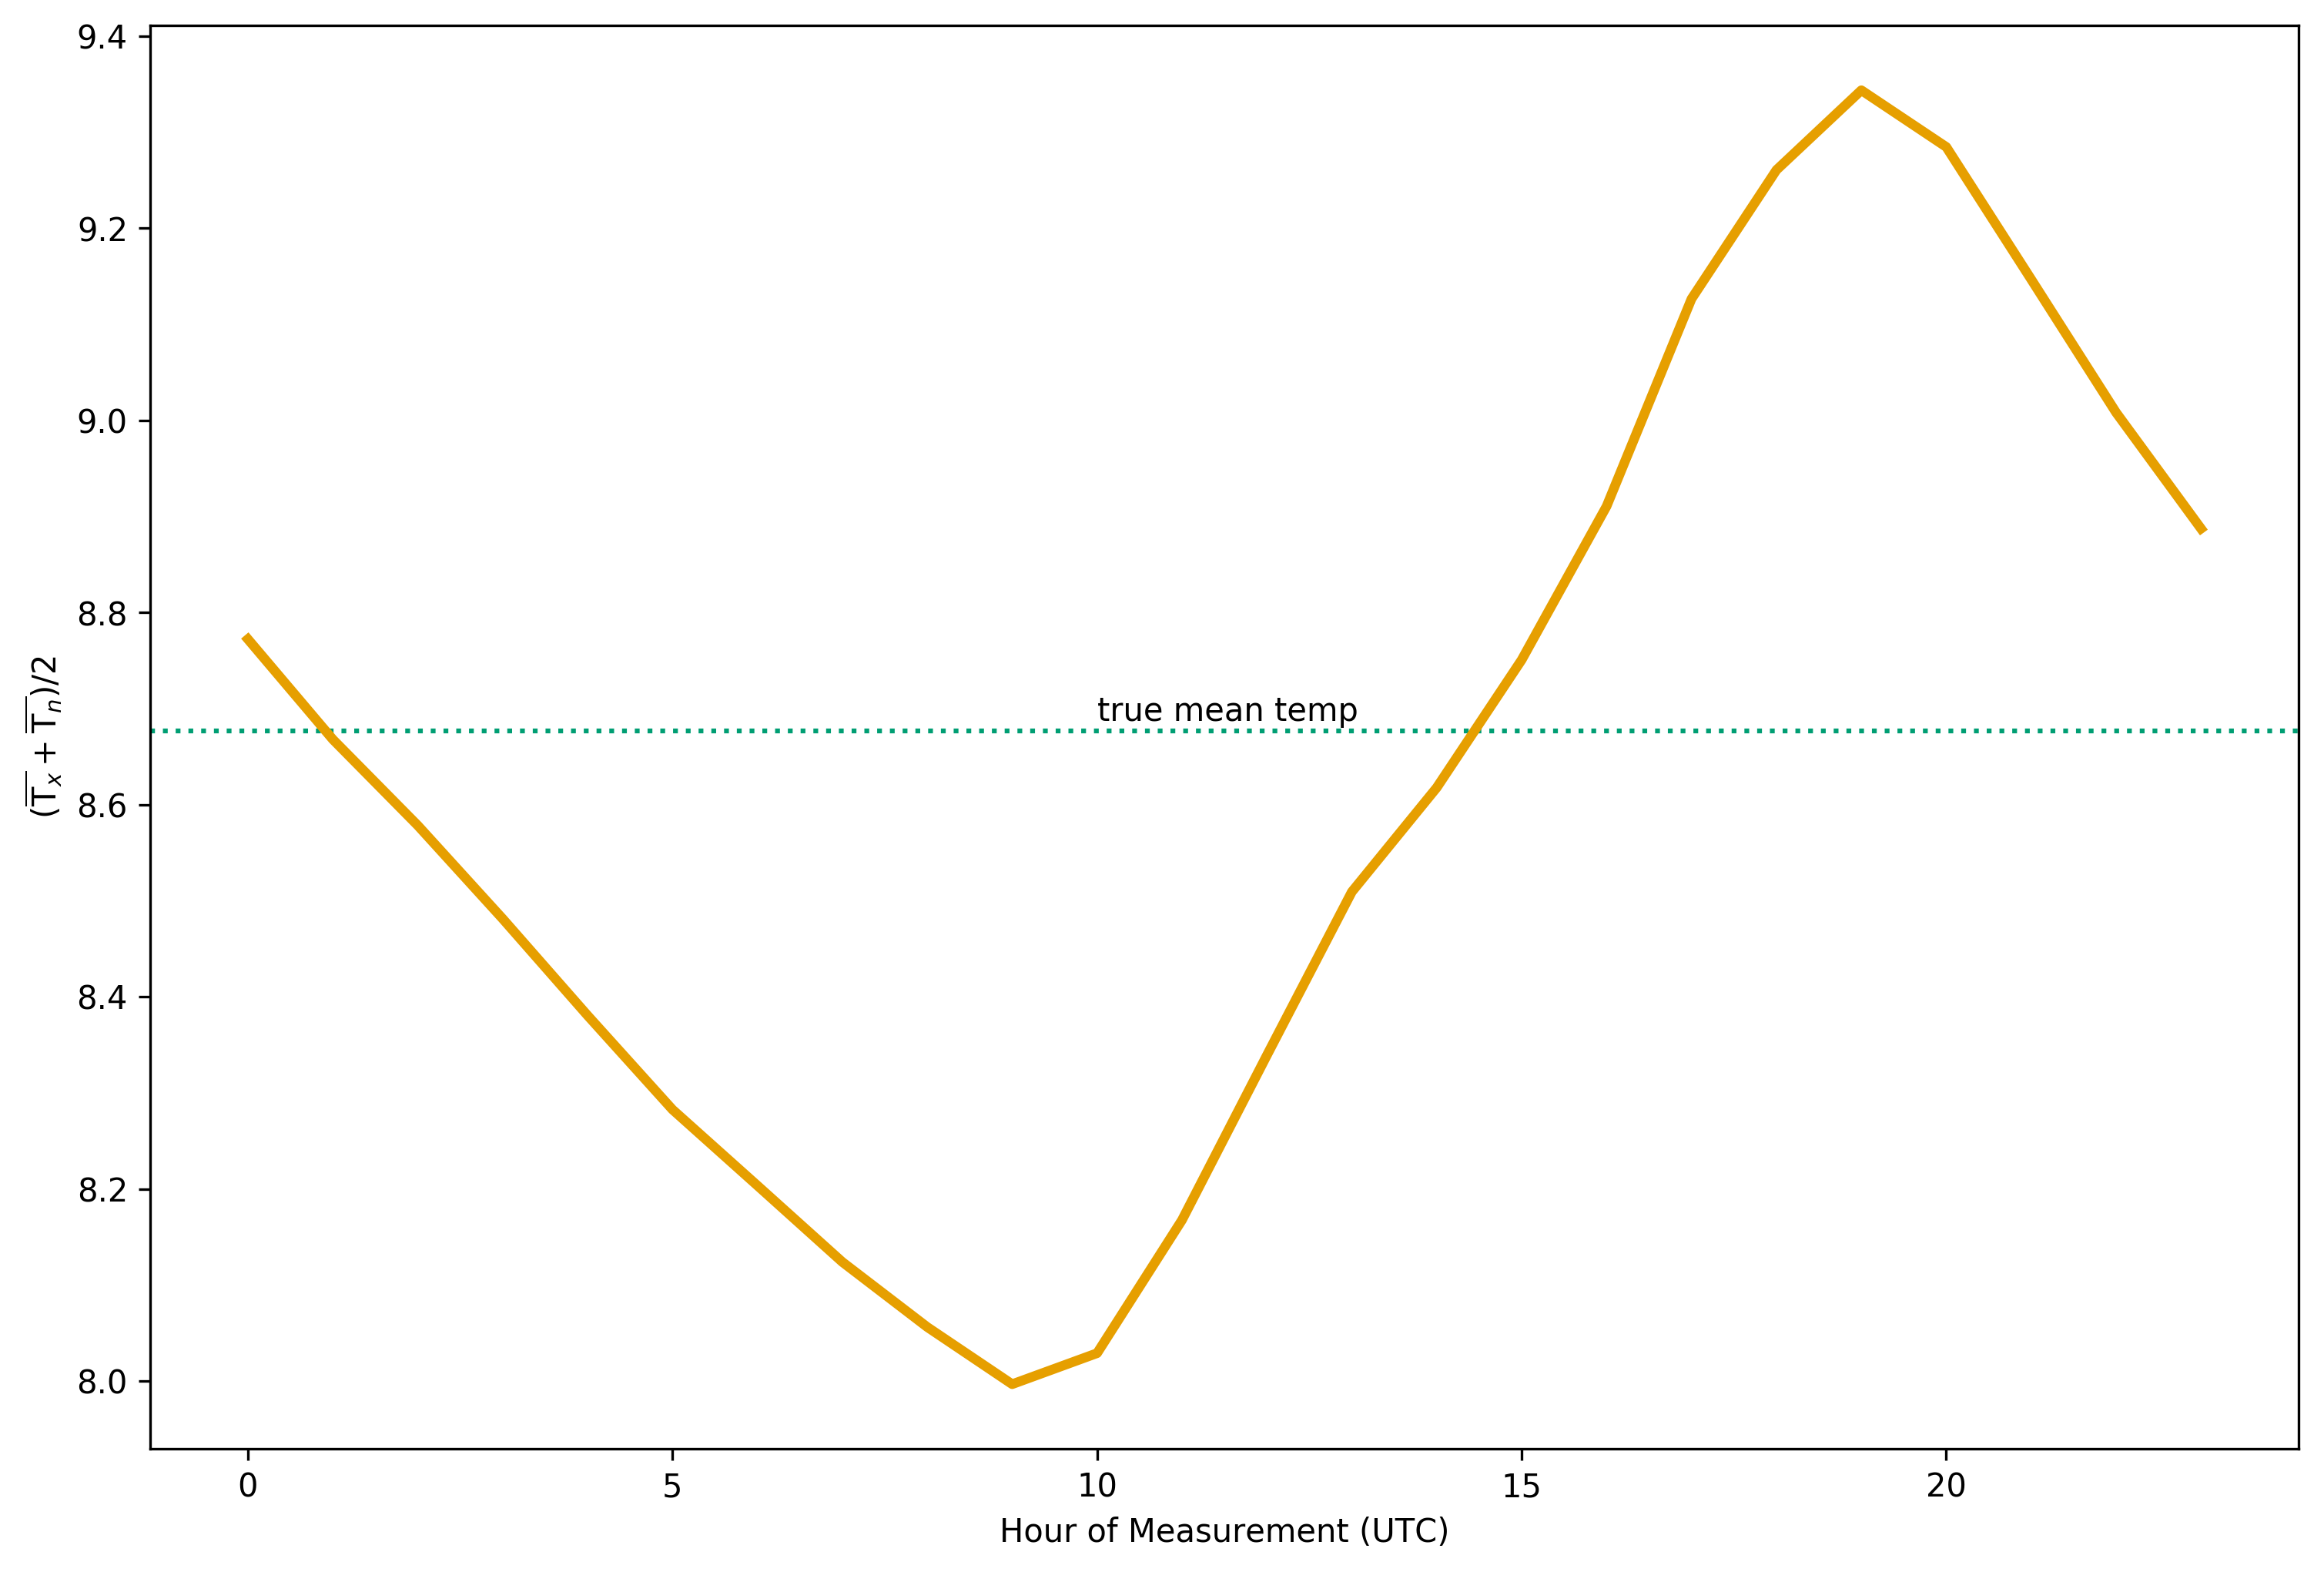 9.4
9.2
9.0
8.8
8.6
8.4
8.2
8.0
(T̅ₓ + T̅ₙ)/2
true mean temp
0 5 10 15 20
Hour of Measurement (UTC)